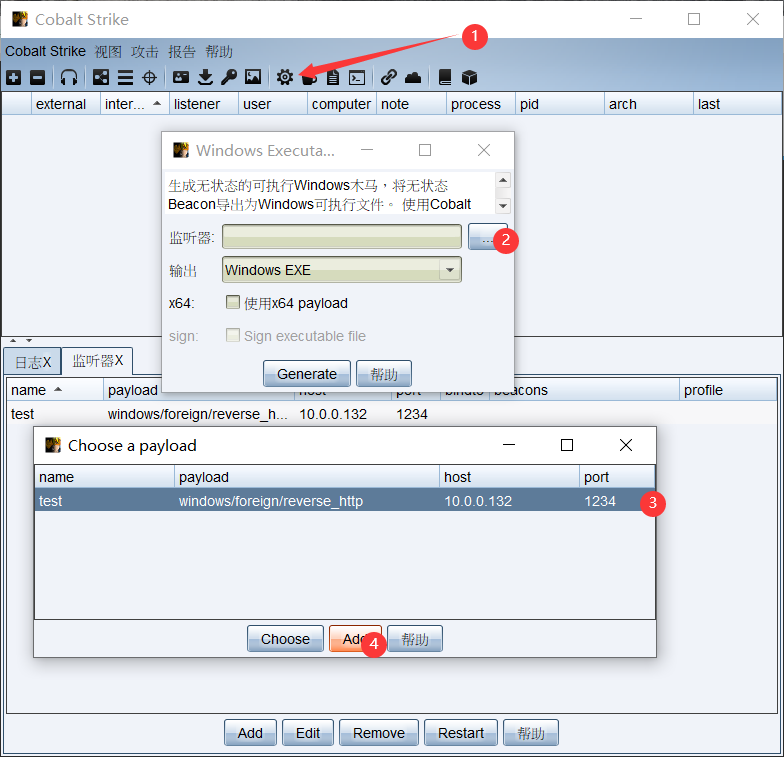 Cobalt Strike
1
Cobalt Strike 视图 攻击 报告 帮助
external inter... listener user computer note process pid arch last
Windows Executa...
生成无状态的可执行Windows木马，将无状态
Beacon导出为Windows可执行文件。 使用Cobalt
监听器: ... 2
输出 Windows EXE
x64: 使用x64 payload
sign: Sign executable file
Generate 帮助
日志X 监听器X
name payload host port bindto beacons profile
test windows/foreign/reverse_h... 10.0.0.132 1234
Choose a payload
name payload host port
test windows/foreign/reverse_http 10.0.0.132 1234 3
Choose Add 4 帮助
Add Edit Remove Restart 帮助